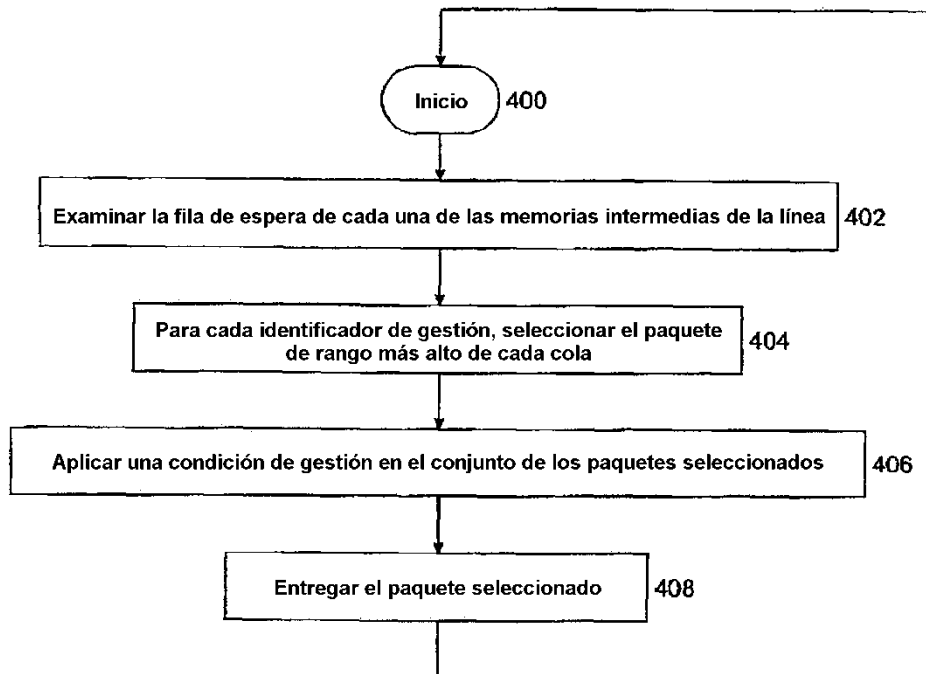 Inicio
400
Examinar la fila de espera de cada una de las memorias intermedias de la línea
402
Para cada identificador de gestión, seleccionar el paquete
de rango más alto de cada cola
404
Aplicar una condición de gestión en el conjunto de los paquetes seleccionados
406
Entregar el paquete seleccionado
408